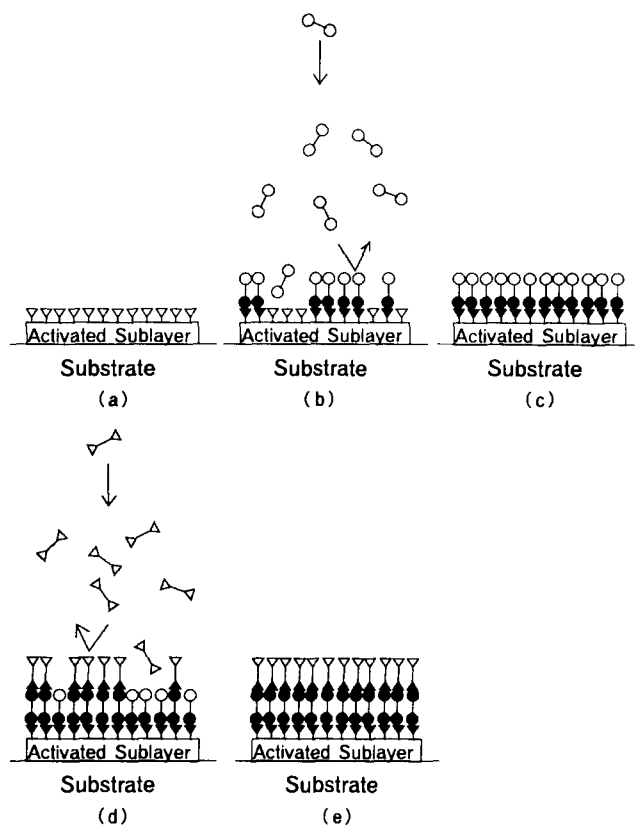 Activated Sublayer Activated Sublayer Activated Sublayer
Substrate Substrate Substrate
(a) (b) (c)
Activated Sublayer Activated Sublayer
Substrate Substrate
(d) (e)